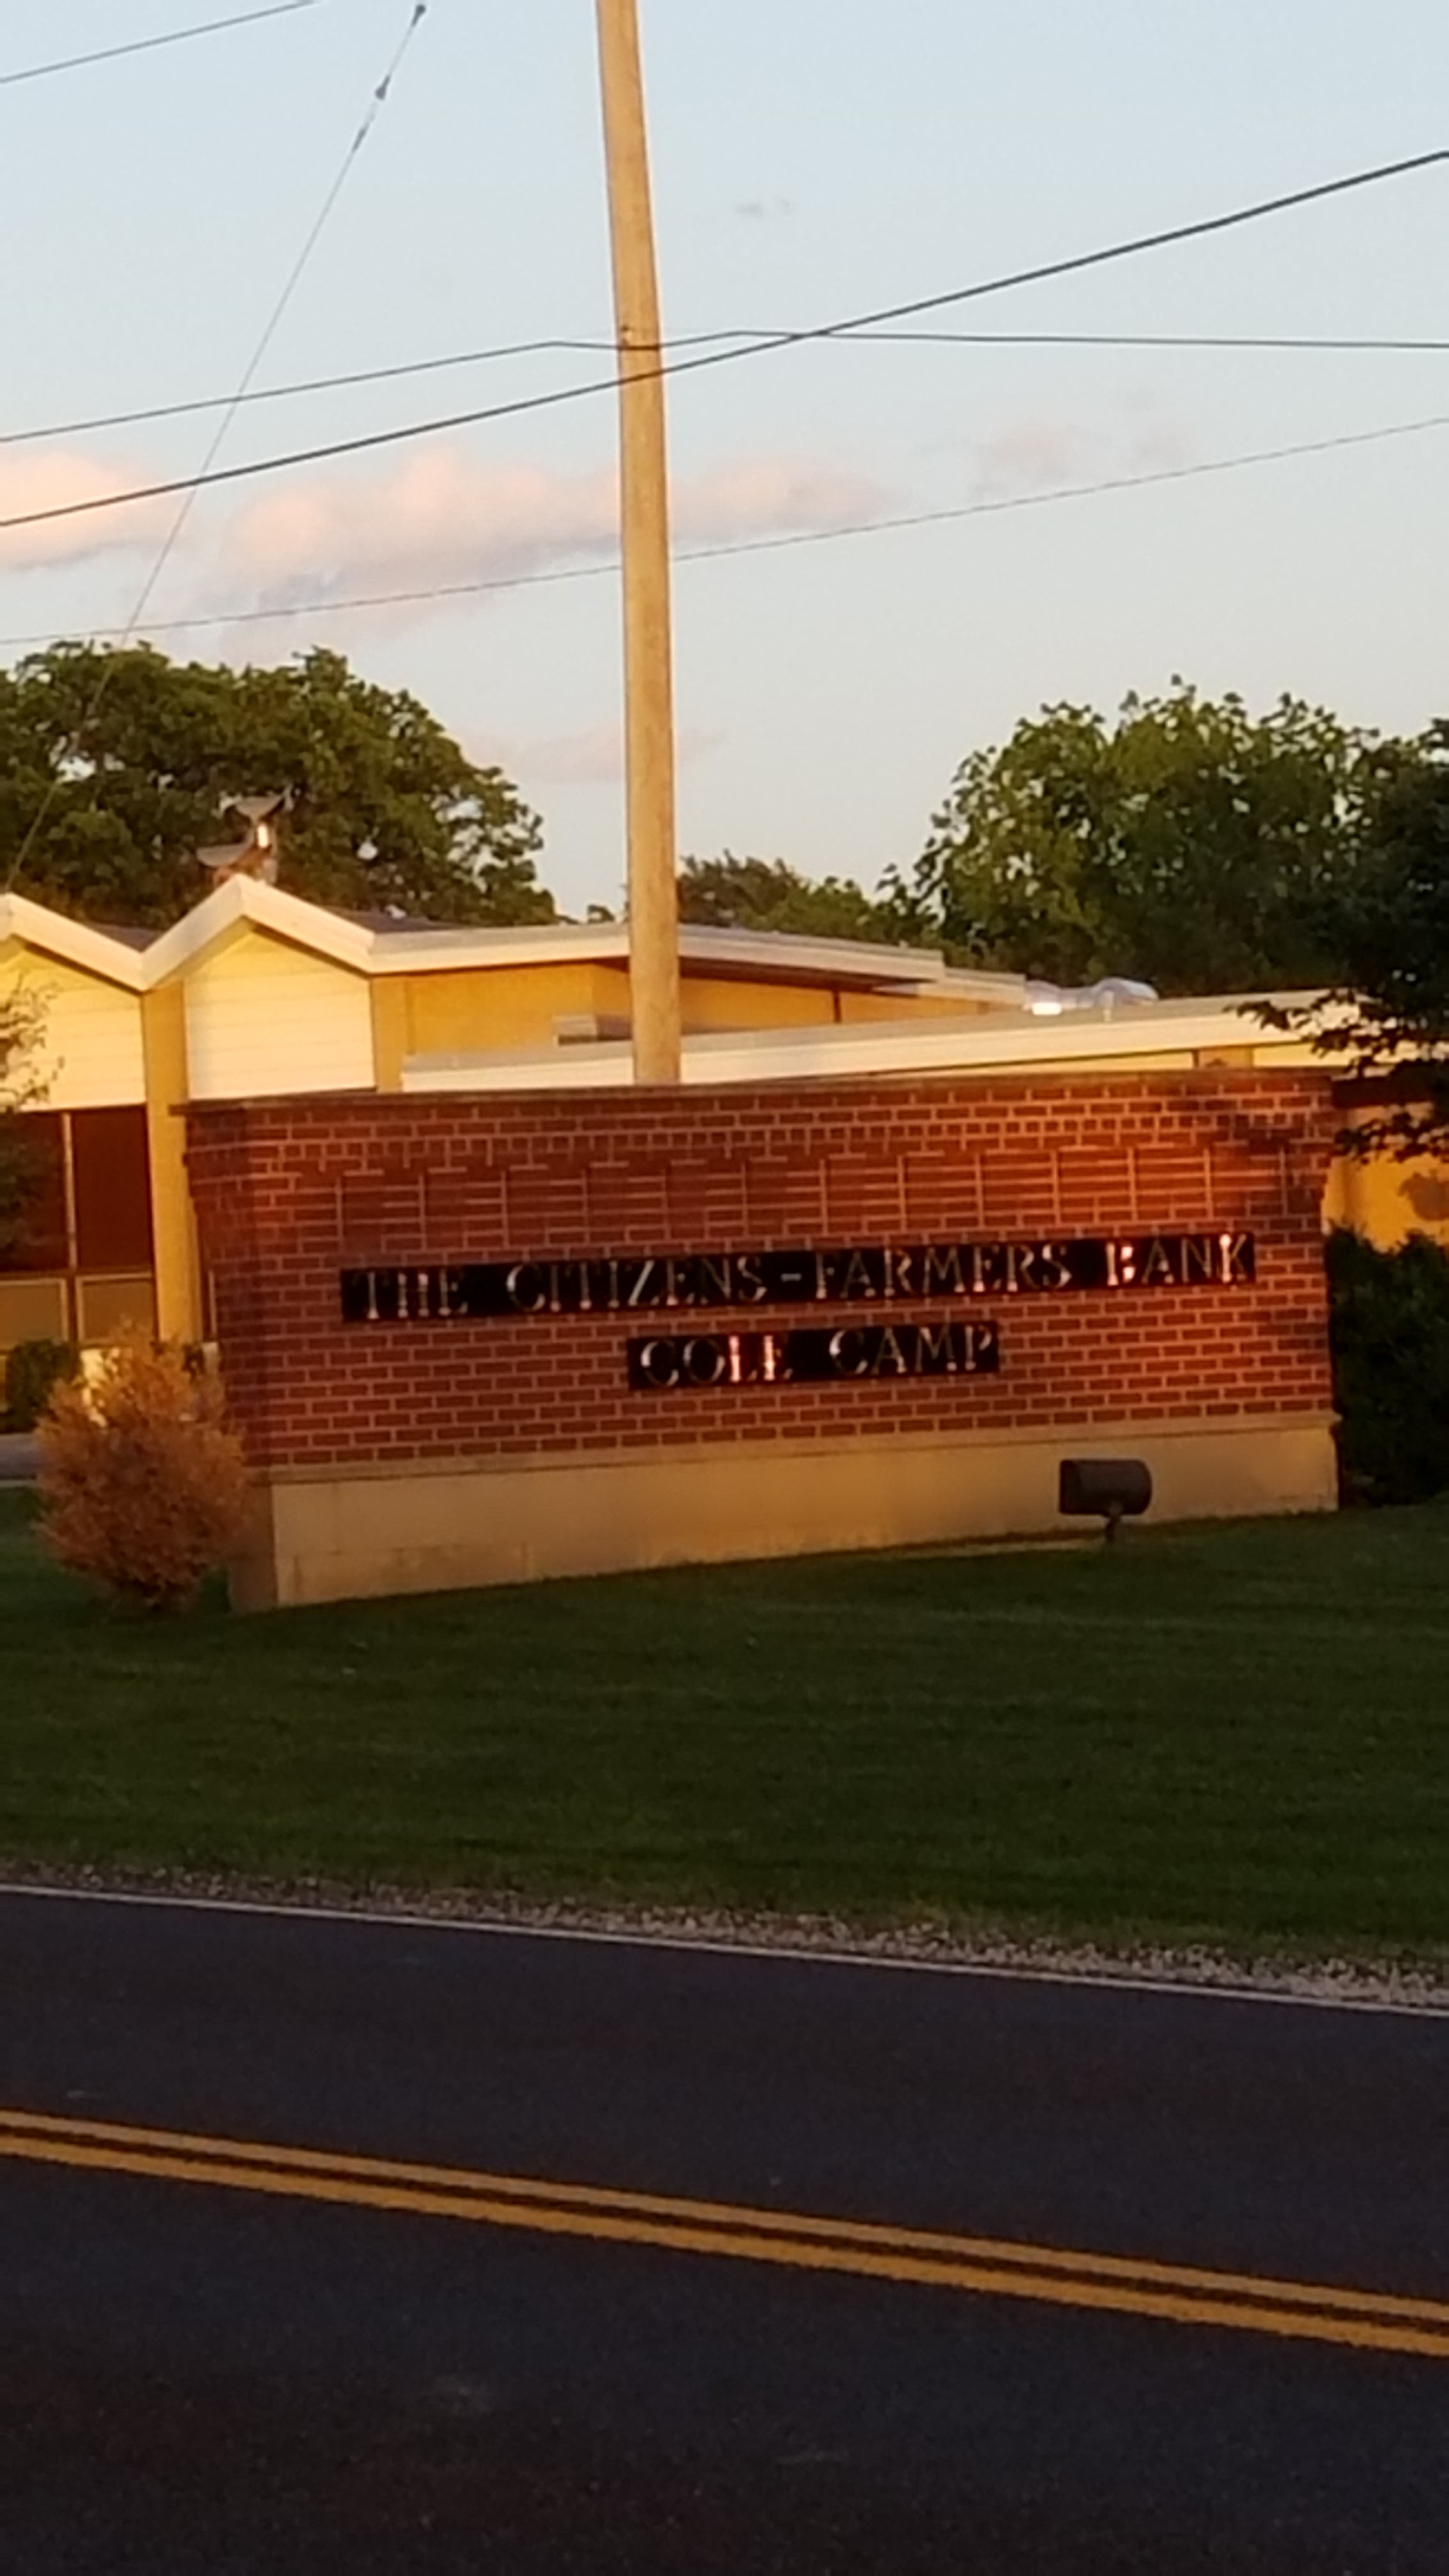 THE CITIZENS-FARMERS BANK
COLE CAMP